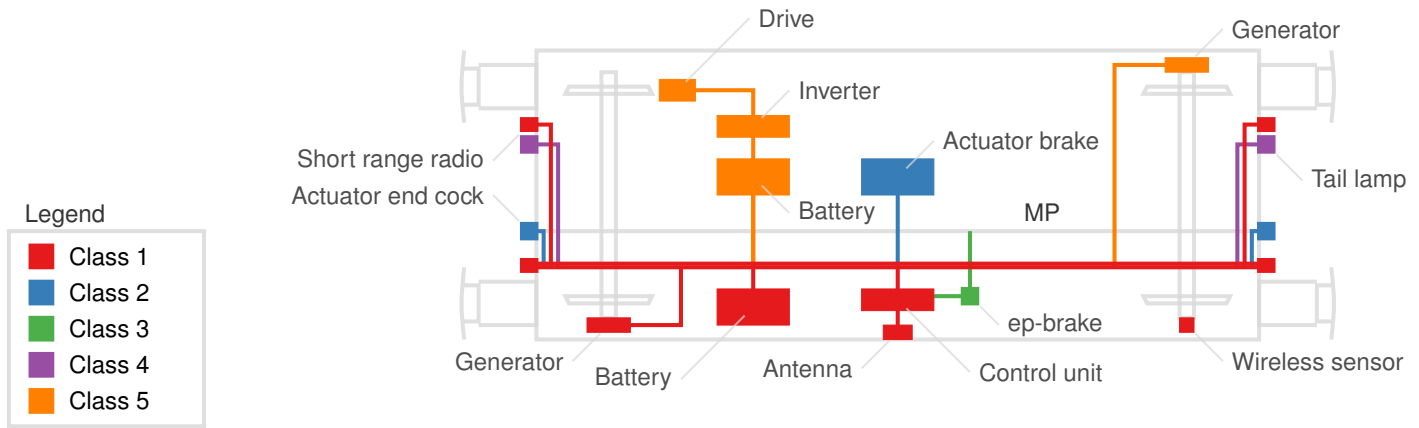 Drive
Generator
Inverter
Actuator brake
Short range radio
Tail lamp
Actuator end cock
Battery
MP
Legend
Class 1
Class 2
Class 3
Class 4
Class 5
ep-brake
Generator
Battery
Antenna
Control unit
Wireless sensor